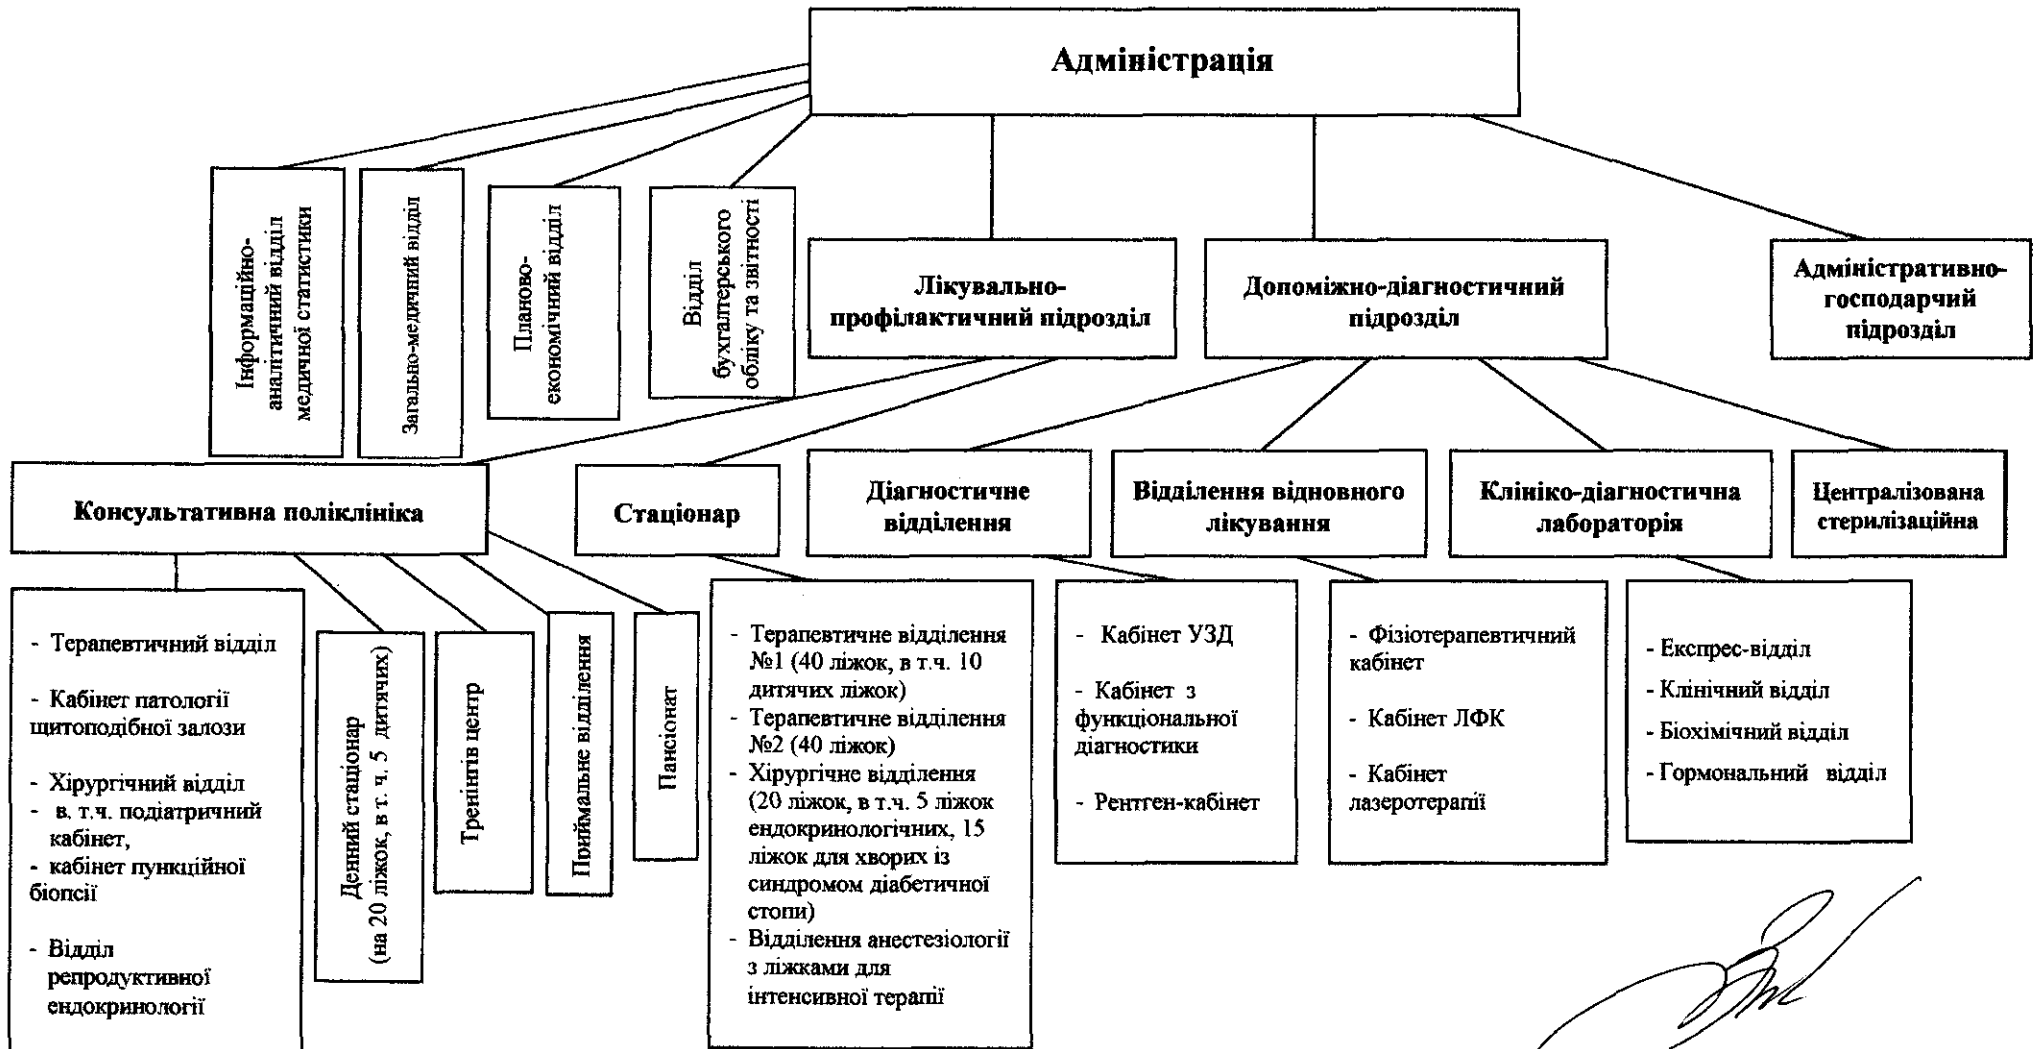 Адміністрація
Інформаційно-
аналітичний відділ
медичної статистики
Загально-медичний відділ
Планово-
економічний відділ
Відділ
бухгалтерського
обліку та звітності
Лікувально-
профілактичний підрозділ
Допоміжно-діагностичний
підрозділ
Адміністративно-
господарчий
підрозділ
Консультативна поліклініка
Стаціонар
Діагностичне
відділення
Відділення відновного
лікування
Клініко-діагностична
лабораторія
Централізована
стерилізаційна
- Терапевтичний відділ
- Кабінет патології
щитоподібної залози
- Хірургічний відділ
- в. т.ч. подіатричний
кабінет,
- кабінет пункційної
біопсії
- Відділ
репродуктивної
ендокринології
Денний стаціонар
(на 20 ліжок, в т. ч. 5 дитячих)
Тренінгів центр
Приймальне відділення
Пансіонат
- Терапевтичне відділення
№1 (40 ліжок, в т.ч. 10
дитячих ліжок)
- Терапевтичне відділення
№2 (40 ліжок)
- Хірургічне відділення
(20 ліжок, в т.ч. 5 ліжок
ендокринологічних, 15
ліжок для хворих із
синдромом діабетичної
стопи)
- Відділення анестезіології
з ліжками для
інтенсивної терапії
- Кабінет УЗД
- Кабінет з
функціональної
діагностики
- Рентген-кабінет
- Фізіотерапевтичний
кабінет
- Кабінет ЛФК
- Кабінет
лазеротерапії
- Експрес-відділ
- Клінічний відділ
- Біохімічний відділ
- Гормональний відділ